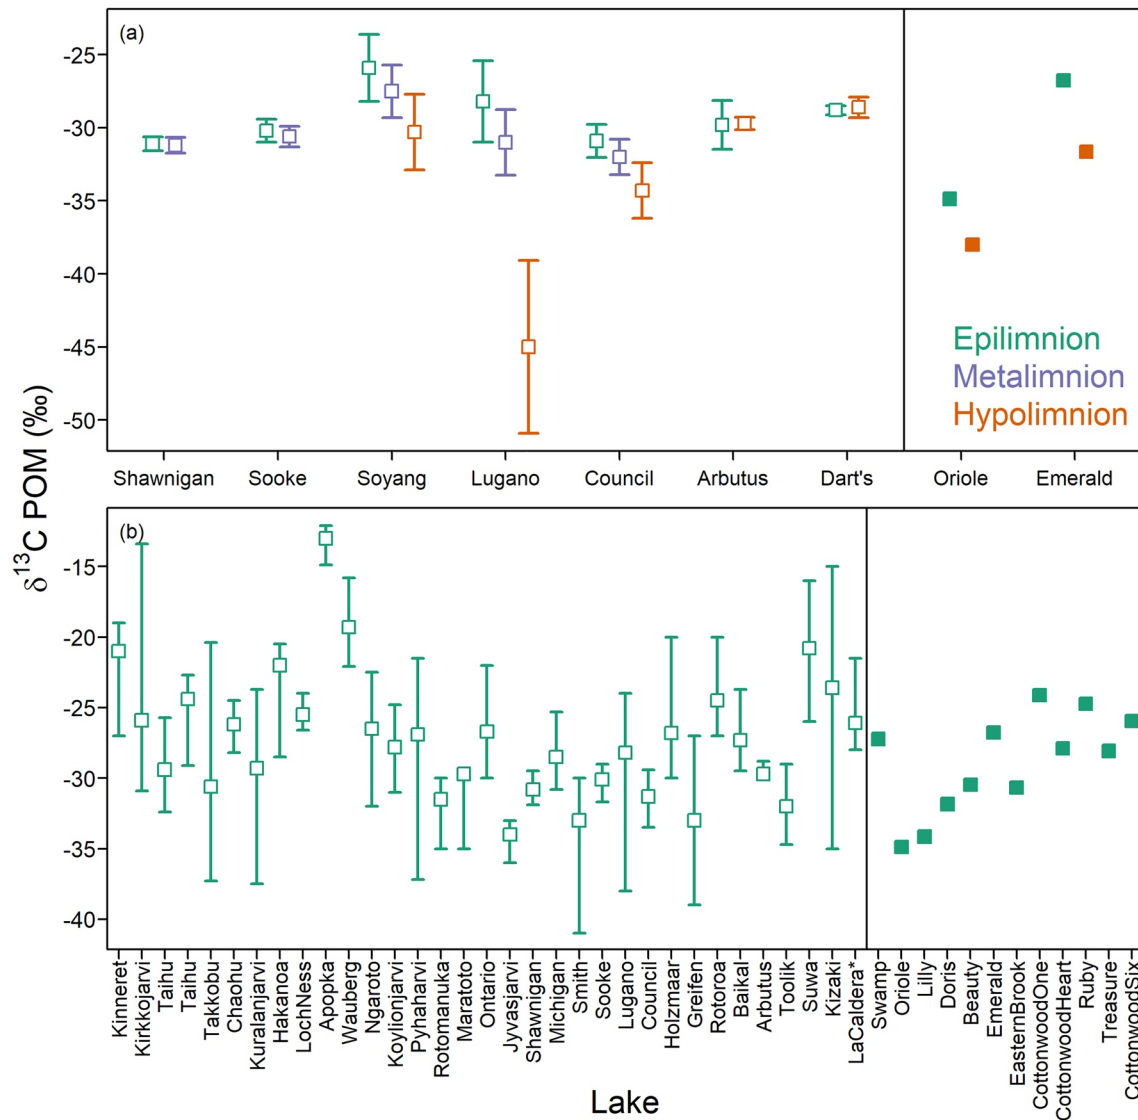 (a)
-25
-30
-35
-40
-45
-50
Epilimnion
Metalimnion
Hypolimnion
Shawnigan Sooke Soyang Lugano Council Arbutus Dart's Oriole Emerald
δ13C POM (‰)
(b)
-15
-20
-25
-30
-35
-40
Kinneret
Kirkkojarvi
Taihu
Taihu
Takkobu
Chaohu
Kuralanjarvi
Hakanoa
LochNess
Apopka
Wauberg
Ngaroto
Koylionjarvi
Pyhaharvi
Rotomanuka
Maratoto
Ontario
Jyvasjarvi
Shawnigan
Michigan
Smith
Sooke
Lugano
Council
Holzmaar
Greifen
Rotoroa
Baikal
Arbutus
Toolik
Suwa
Kizaki
LaCaldera*
Swamp
Oriole
Lilly
Doris
Beauty
Emerald
EasternBrook
CottonwoodOne
CottonwoodHeart
Ruby
Treasure
CottonwoodSix
Lake